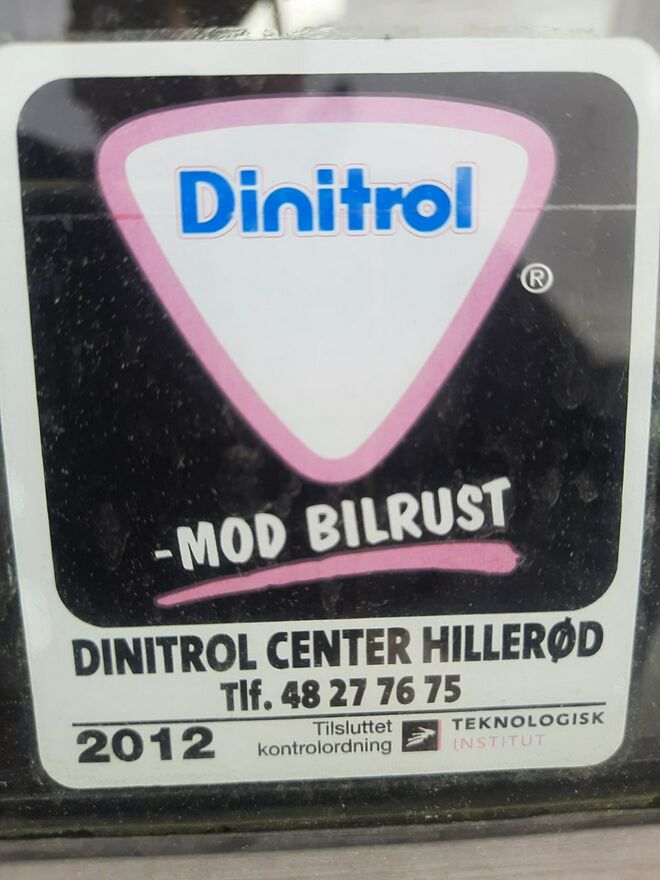 Dinitrol
®
-MOD BILRUST
DINITROL CENTER HILLERØD
Tlf. 48 27 76 75
2012
Tilsluttet
kontrolordning
TEKNOLOGISK
INSTITUT